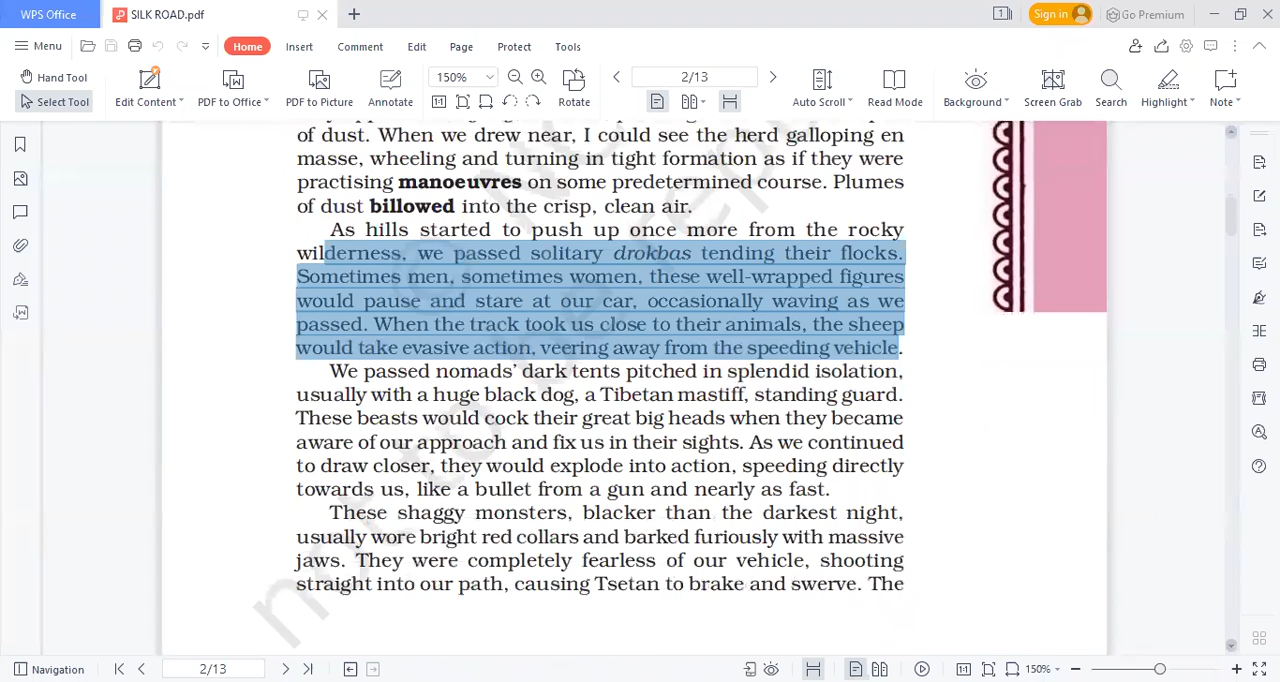 WPS Office
SILK ROAD.pdf
Sign in
Go Premium
Menu
Home
Insert
Comment
Edit
Page
Protect
Tools
Hand Tool
Select Tool
Edit Content
PDF to Office
PDF to Picture
Annotate
150%
2/13
Rotate
Auto Scroll
Read Mode
Background
Screen Grab
Search
Highlight
Note
of dust. When we drew near, I could see the herd galloping en
masse, wheeling and turning in tight formation as if they were
practising manoeuvres on some predetermined course. Plumes
of dust billowed into the crisp, clean air.
As hills started to push up once more from the rocky
wilderness, we passed solitary drokbas tending their flocks.
Sometimes men, sometimes women, these well-wrapped figures
would pause and stare at our car, occasionally waving as we
passed. When the track took us close to their animals, the sheep
would take evasive action, veering away from the speeding vehicle.
We passed nomads' dark tents pitched in splendid isolation,
usually with a huge black dog, a Tibetan mastiff, standing guard.
These beasts would cock their great big heads when they became
aware of our approach and fix us in their sights. As we continued
to draw closer, they would explode into action, speeding directly
towards us, like a bullet from a gun and nearly as fast.
These shaggy monsters, blacker than the darkest night,
usually wore bright red collars and barked furiously with massive
jaws. They were completely fearless of our vehicle, shooting
straight into our path, causing Tsetan to brake and swerve. The
not to be
Navigation
2/13
150%